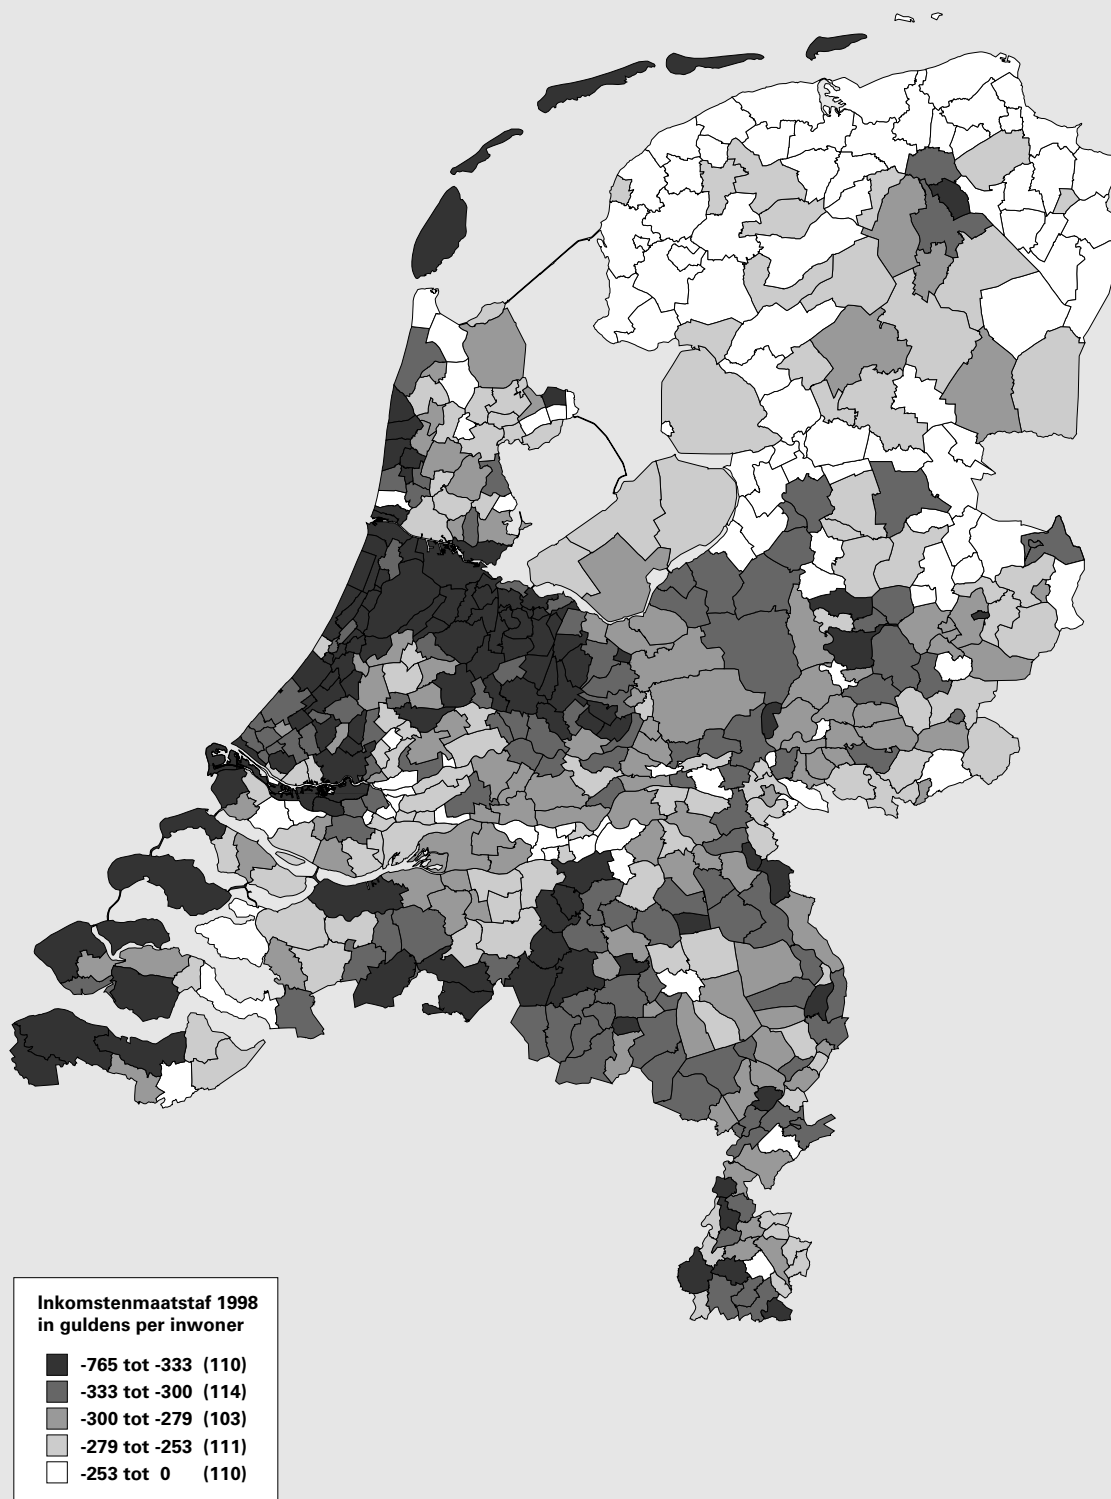 Inkomstenmaatstaf 1998
in guldens per inwoner
-765 tot -333 (110)
-333 tot -300 (114)
-300 tot -279 (103)
-279 tot -253 (111)
-253 tot 0 (110)